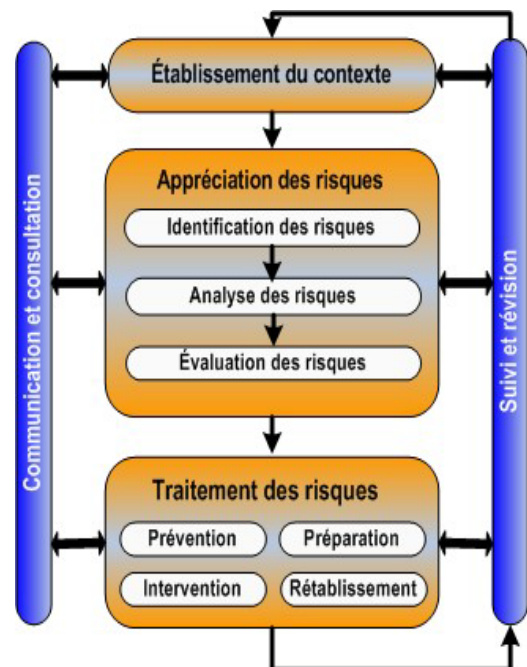 Établissement du contexte
Communication et consultation
Suivi et révision
Appréciation des risques
Identification des risques
Analyse des risques
Évaluation des risques
Traitement des risques
Prévention
Préparation
Intervention
Rétablissement